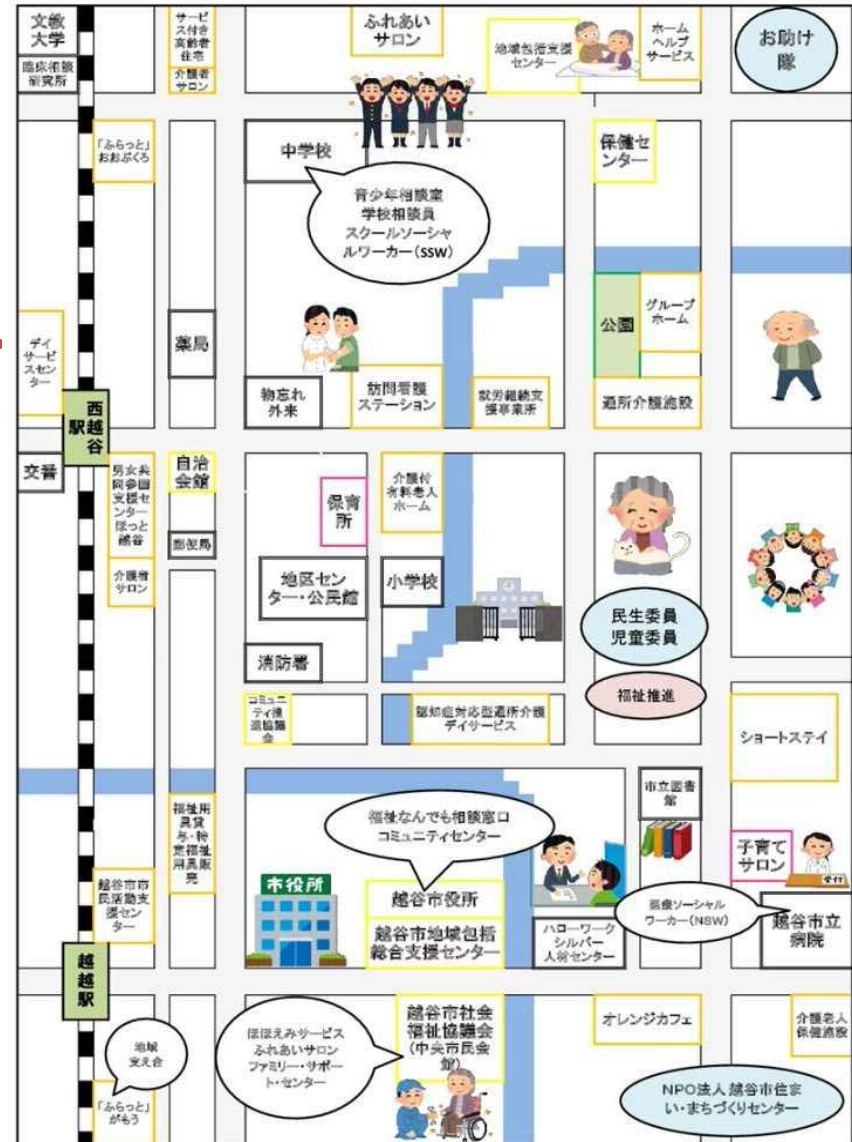 文教
大学
臨床相談
研究所
サービ
ス付き
高齢者
住宅
介護者
サロン
ふれあい
サロン
地域包括支援
センター
ホーム
ヘルプ
サービス
お助け
隊
「ふらっと」
おおぶくろ
中学校
青少年相談室
学校相談員
スクールソーシャ
ルワーカー(SSW)
保健セ
ンター
デイ
サービ
スセン
ター
薬局
物忘れ
外来
訪問看護
ステーション
就労継続支
援事業所
公園
グループ
ホーム
通所介護施設
西越谷
駅
交番
男女共
同参画
支援セ
ンター
ほっと
越谷
介護者
サロン
自治
会館
郵便局
保育
所
介護付
有料老人
ホーム
地区セン
ター・公民館
小学校
消防署
民生委員
児童委員
福祉推進
コミュニ
ティ推
進協議
会
認知症対応型通所介護
デイサービス
ショートステイ
福祉用
具貸
与・特
定福祉
用具販
売
福祉なんでも相談窓口
コミュニティセンター
市立図書
館
子育て
サロン
受付
越谷市市
民活動支
援セン
ター
市役所
越谷市役所
越谷市地域包括
総合支援センター
ハローワーク
シルバー
人材センター
医療ソーシャル
ワーカー(NSW)
越谷市立
病院
越越
駅
地域
支え合
「ふらっと」
がもう
ほほえみサービス
ふれあいサロン
ファミリー・サポー
ト・センター
越谷市社会
福祉協議会
(中央市民会
館)
オレンジカフェ
介護老人
保健施設
NPO法人 越谷市住ま
い・まちづくりセンター